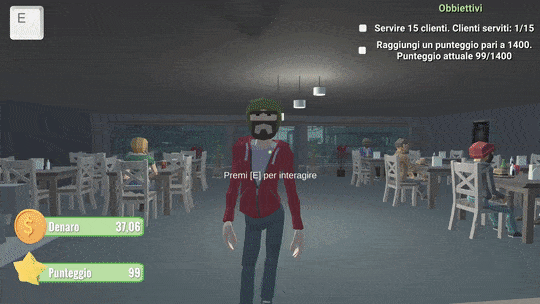 E
Obbiettivi
Servire 15 clienti. Clienti serviti: 1/15
Raggiungi un punteggio pari a 1400.
Punteggio attuale 99/1400
Premi [E] per interagire
Denaro 37,06
Punteggio 99